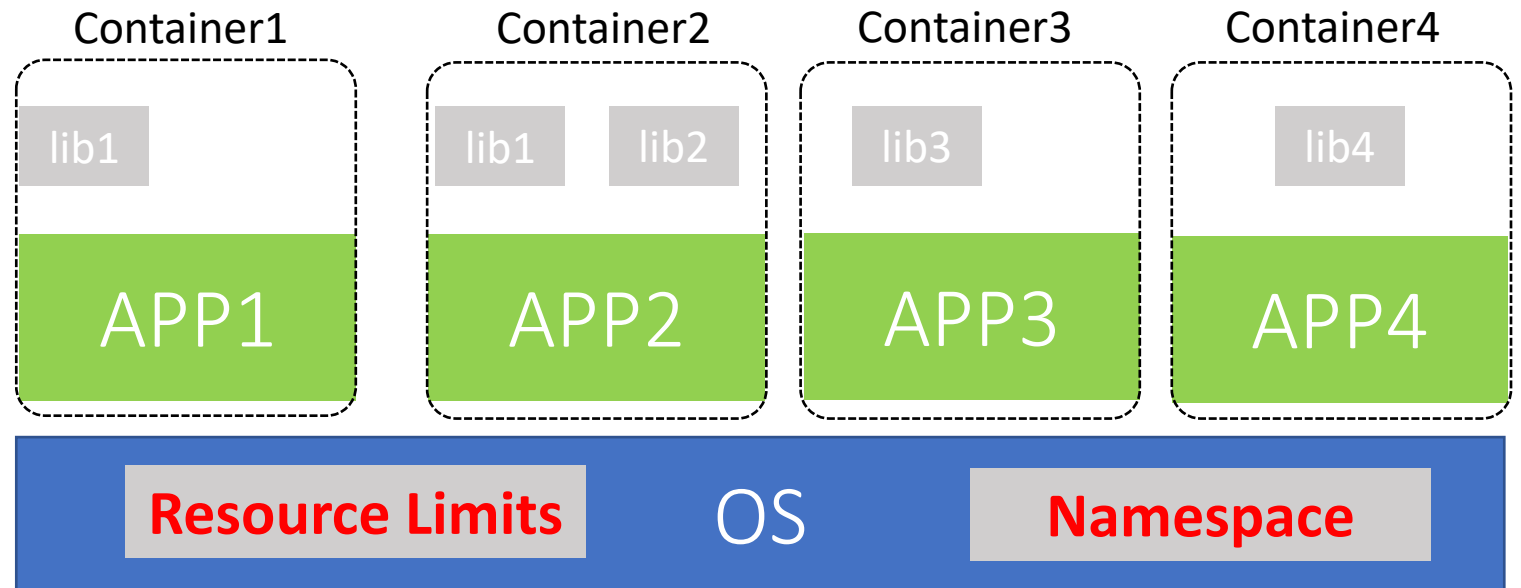 Container1 Container2 Container3 Container4
lib1 lib1 lib2 lib3 lib4
APP1 APP2 APP3 APP4
Resource Limits OS Namespace